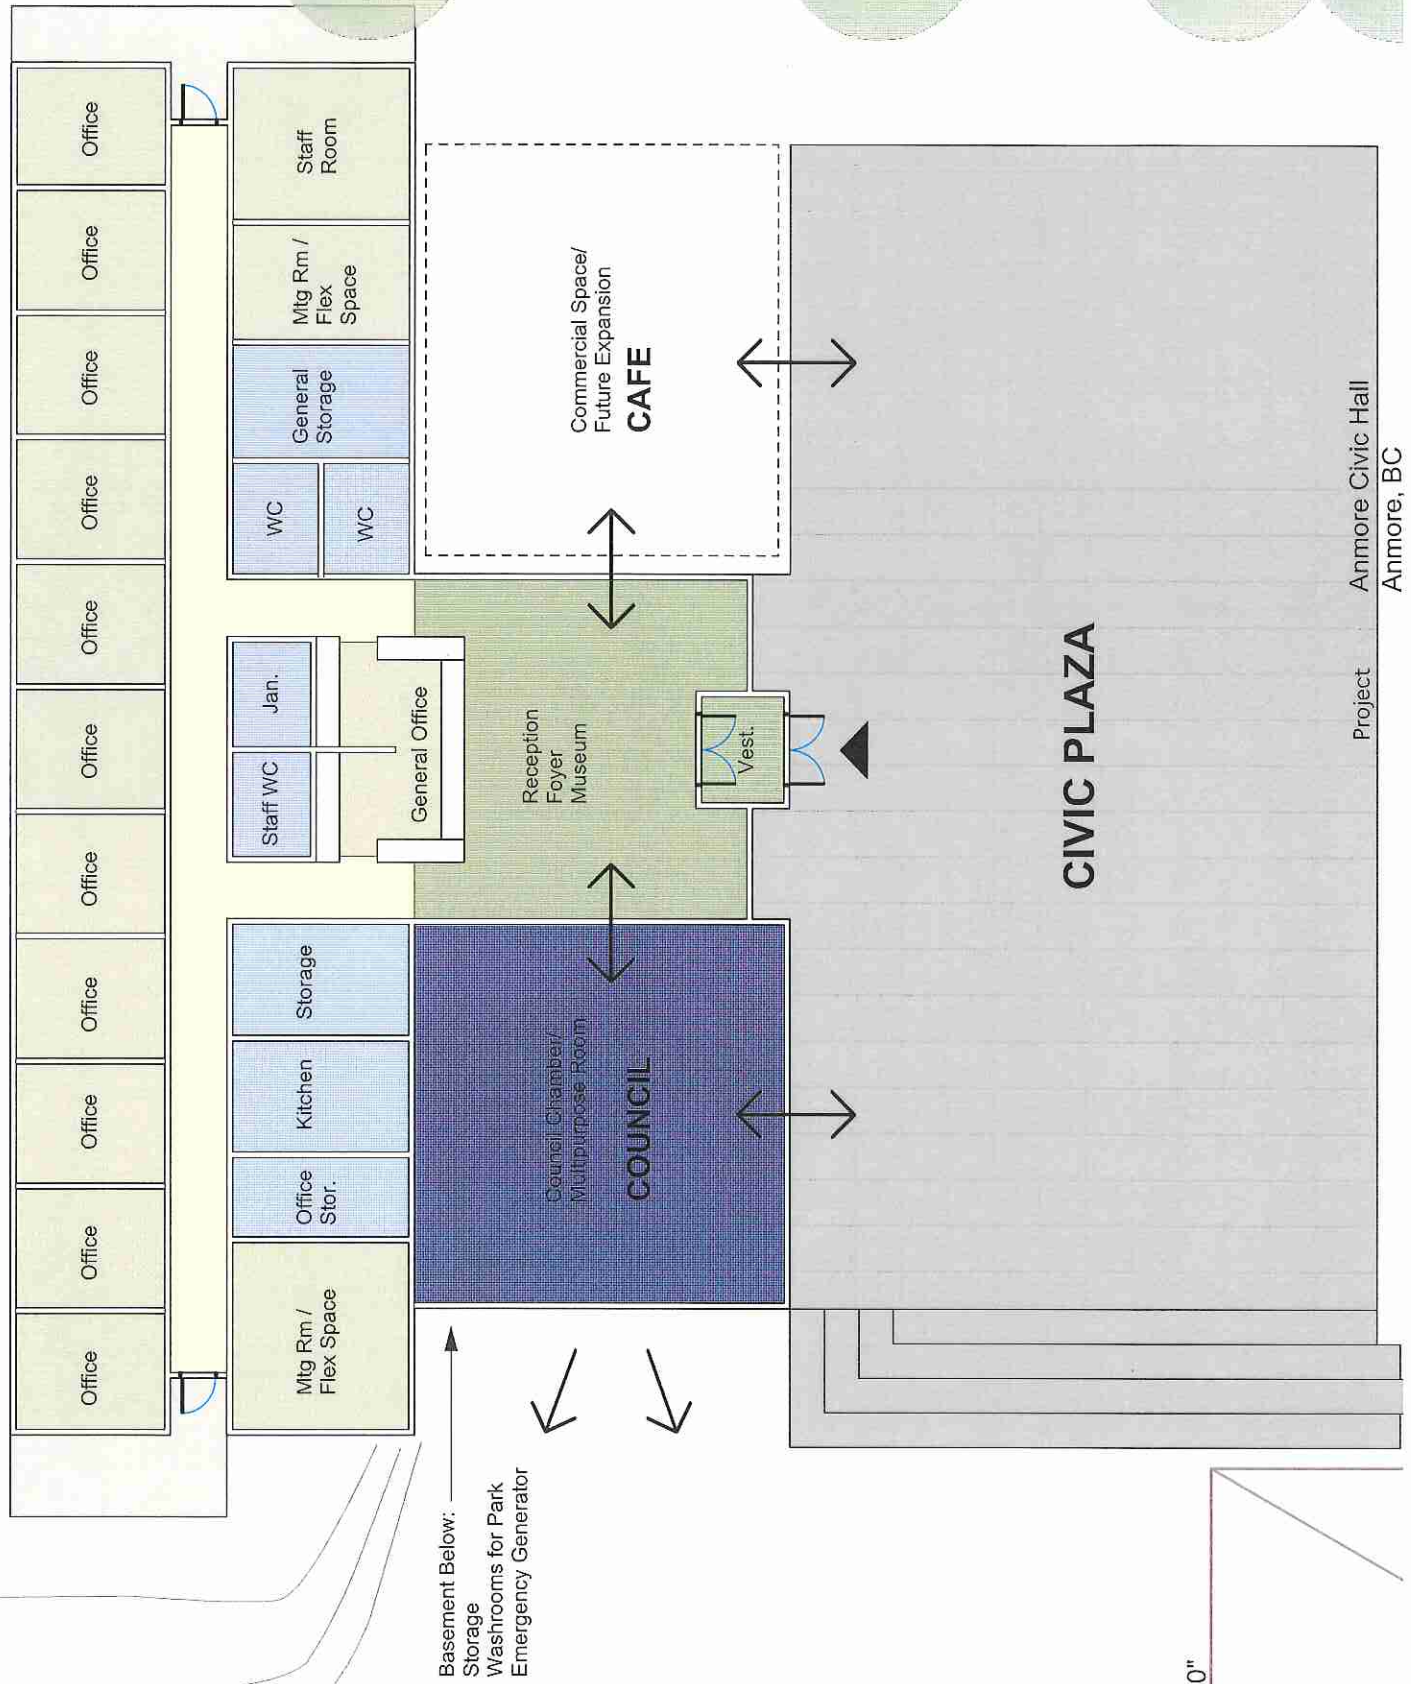 Office
Office
Office
Office
Office
Office
Office
Office
Office
Office
Office
Mtg Rm /
Flex Space
Office
Stor.
Kitchen
Storage
Staff WC
Jan.
WC
WC
General
Storage
Mtg Rm /
Flex
Space
Staff
Room
General Office
Basement Below:
Storage
Washrooms for Park
Emergency Generator
Council Chamber/
Multipurpose Room
COUNCIL
Reception
Foyer
Museum
Commercial Space/
Future Expansion
CAFE
Vest.
CIVIC PLAZA
0"
Project Anmore Civic Hall
Anmore, BC